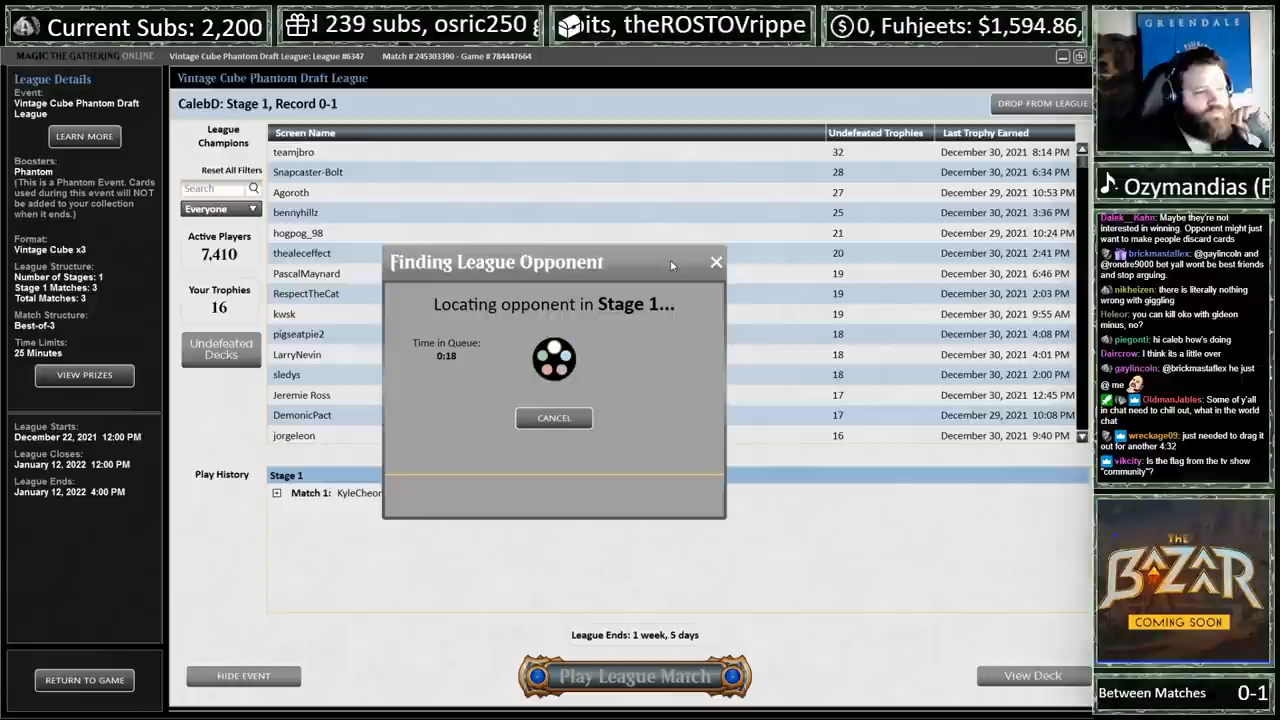 Current Subs: 2,200
239 subs, osric250 g
its, theROSTOVrippe
0, Fuhjeets: $1,594.86,
GREENDALE
MAGIC THE GATHERING ONLINE
Vintage Cube Phantom Draft League: League #6347
Match # 245303390 - Game # 784447664
League Details
Event:
Vintage Cube Phantom Draft
League
LEARN MORE
Boosters:
Phantom
(This is a Phantom Event. Cards
used during this event will NOT
be added to your collection
when it ends.)
Format:
Vintage Cube x3
League Structure:
Number of Stages: 1
Stage 1 Matches: 3
Total Matches: 3
Match Structure:
Best-of-3
Time Limits:
25 Minutes
VIEW PRIZES
League Starts:
December 22, 2021 12:00 PM
League Closes:
January 12, 2022 12:00 PM
League Ends:
January 12, 2022 4:00 PM
RETURN TO GAME
Vintage Cube Phantom Draft League
CalebD: Stage 1, Record 0-1
DROP FROM LEAGUE
League
Champions
Reset All Filters
Search
Everyone
Active Players
7,410
Your Trophies
16
Undefeated
Decks
Screen Name Undefeated Trophies Last Trophy Earned
teamjbro 32 December 30, 2021 8:14 PM
Snapcaster-Bolt 28 December 30, 2021 6:34 PM
Agoroth 27 December 29, 2021 10:53 PM
bennyhillz 25 December 30, 2021 3:36 PM
hogpog_98 21 December 29, 2021 10:24 PM
thealeceffect 20 December 30, 2021 2:41 PM
PascalMaynard 19 December 30, 2021 6:46 PM
RespectTheCat 19 December 30, 2021 2:03 PM
kwsk 19 December 30, 2021 9:55 AM
pigseatpie2 18 December 30, 2021 4:08 PM
LarryNevin 18 December 30, 2021 4:01 PM
sledys 18 December 30, 2021 2:00 PM
Jeremie Ross 17 December 30, 2021 12:45 PM
DemonicPact 17 December 29, 2021 10:08 PM
jorgeleon 16 December 30, 2021 9:40 PM
Finding League Opponent
Locating opponent in Stage 1...
Time in Queue:
0:18
CANCEL
Play History
Stage 1
Match 1: KyleCheon
League Ends: 1 week, 5 days
HIDE EVENT
Play League Match
View Deck
Ozymandias (F
Dalek__Kahn: Maybe they're not
interested in winning. Opponent might just
want to make people discard cards
brickmastaflex: @gaylincoln and
@rondre9000 bet yall wont be best friends
and stop arguing.
nikheizen: there is literally nothing
wrong with giggling
Heleor: you can kill oko with gideon
minus, no?
piegonti: hi caleb how's doing
Daircrow: I think its a little over
gaylincoln: @brickmastaflex he just
@ me
OldmanJables: Some of y'all
in chat need to chill out, what in the world
chat
wreckage09: just needed to drag it
out for another 4:32
vikcity: Is the flag from the tv show
"community"?
THE
BAZAR
COMING SOON
Between Matches 0-1